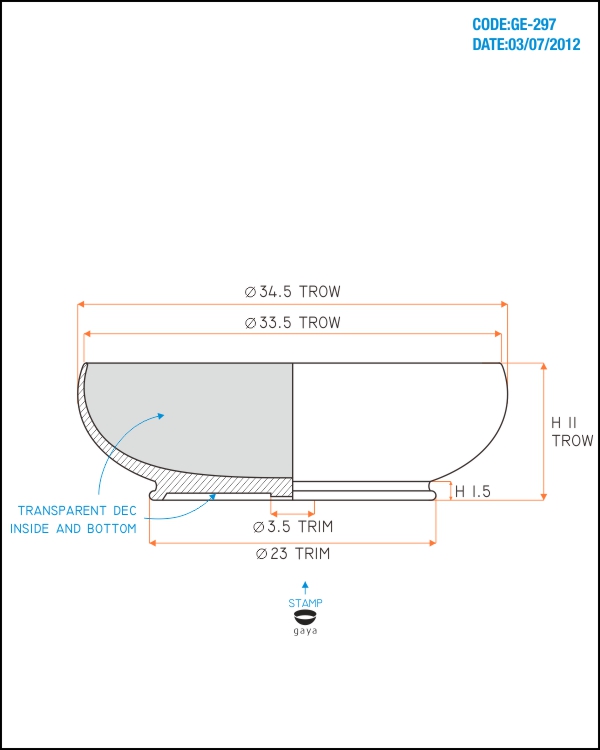 CODE:GE-297
DATE:03/07/2012
Ø 34.5 TROW
Ø 33.5 TROW
H 11
TROW
H 1.5
TRANSPARENT DEC
INSIDE AND BOTTOM
Ø 3.5 TRIM
Ø 23 TRIM
STAMP
gaya